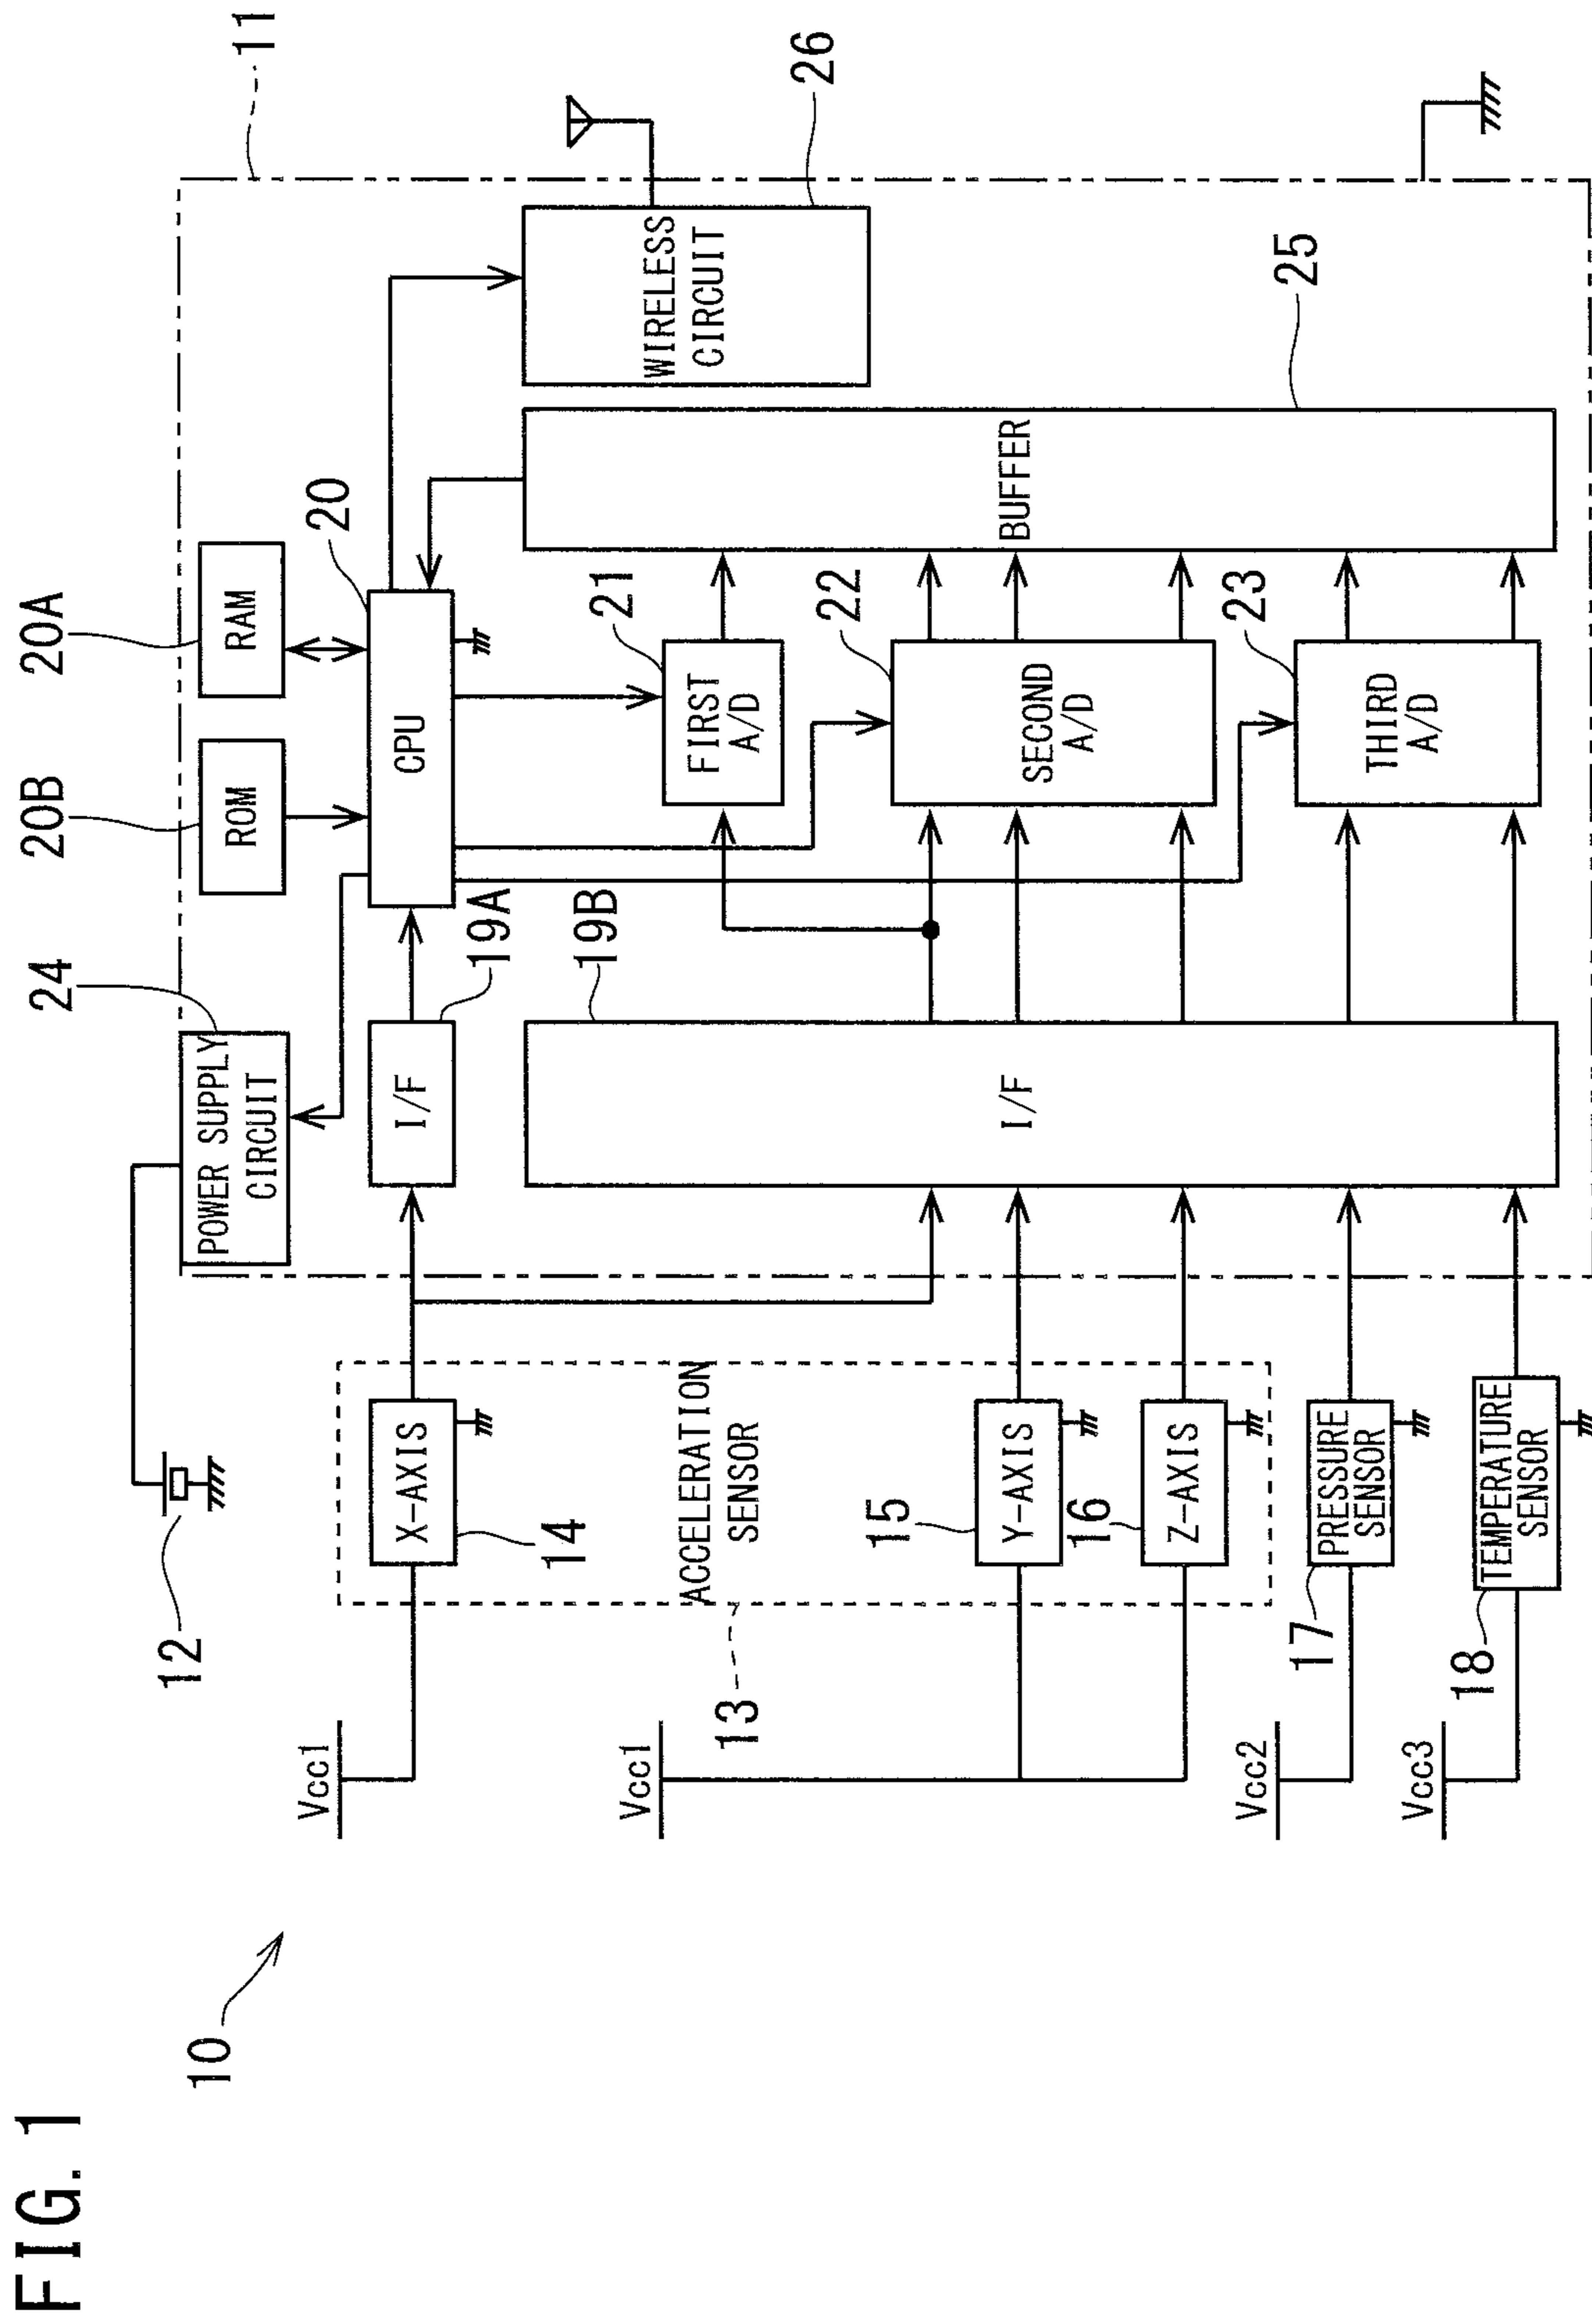 FIG. 1
10
12
24
20B
20A
11
POWER SUPPLY
CIRCUIT
ROM
RAM
20
Vcc1
X-AXIS
14
I/F
19A
CPU
WIRELESS
CIRCUIT
26
Vcc1
13
ACCELERATION
SENSOR
19B
FIRST
A/D
21
15
Y-AXIS
I/F
SECOND
A/D
22
BUFFER
25
16
Z-AXIS
Vcc2
17
PRESSURE
SENSOR
THIRD
A/D
23
Vcc3
18
TEMPERATURE
SENSOR